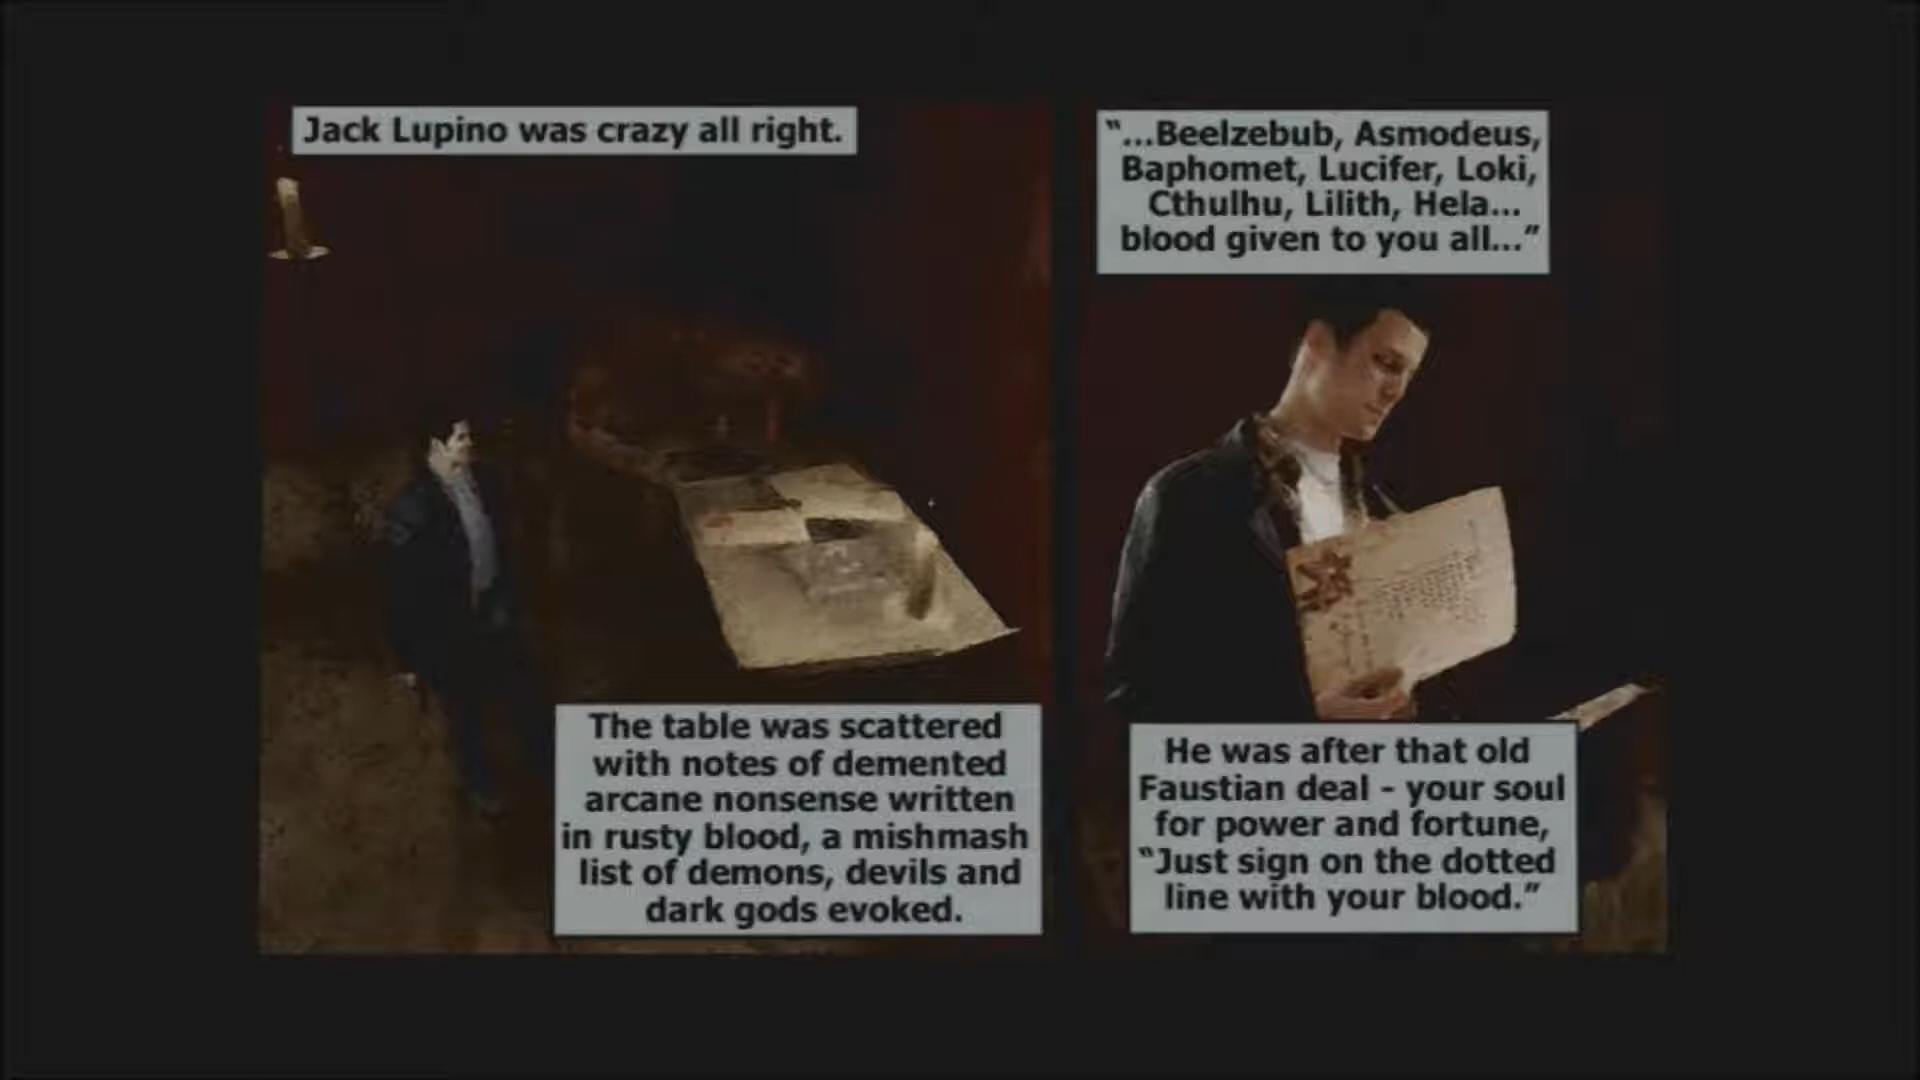 Jack Lupino was crazy all right.
The table was scattered
with notes of demented
arcane nonsense written
in rusty blood, a mishmash
list of demons, devils and
dark gods evoked.
“...Beelzebub, Asmodeus,
Baphomet, Lucifer, Loki,
Cthulhu, Lilith, Hela...
blood given to you all...”
He was after that old
Faustian deal - your soul
for power and fortune,
“Just sign on the dotted
line with your blood.”